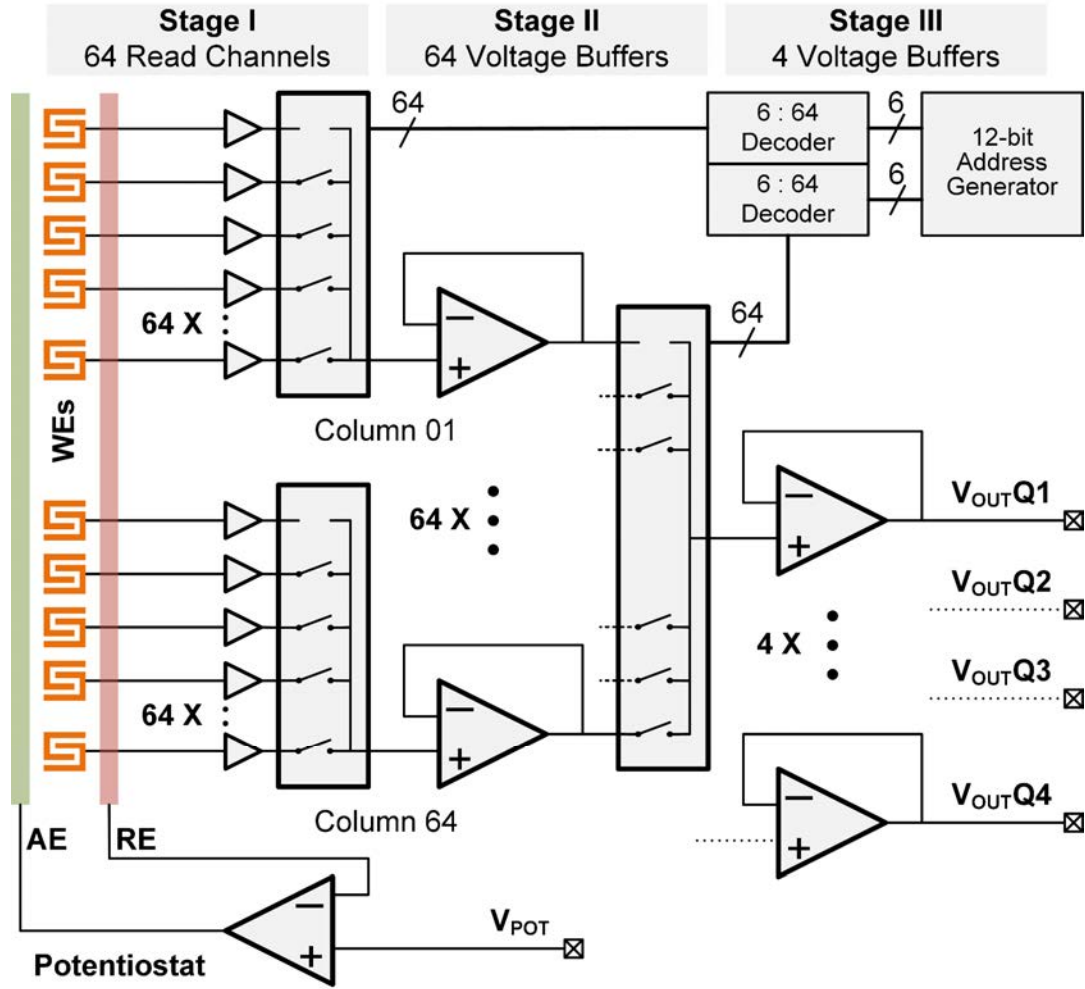 Stage I
64 Read Channels
Stage II
64 Voltage Buffers
Stage III
4 Voltage Buffers
64
6 : 64
Decoder
6
12-bit
Address
Generator
6 : 64
Decoder
6
64 X
WEs
Column 01
64
64 X
64 X
Column 64
4 X
VOUTQ1
VOUTQ2
VOUTQ3
VOUTQ4
AE
RE
VPOT
Potentiostat